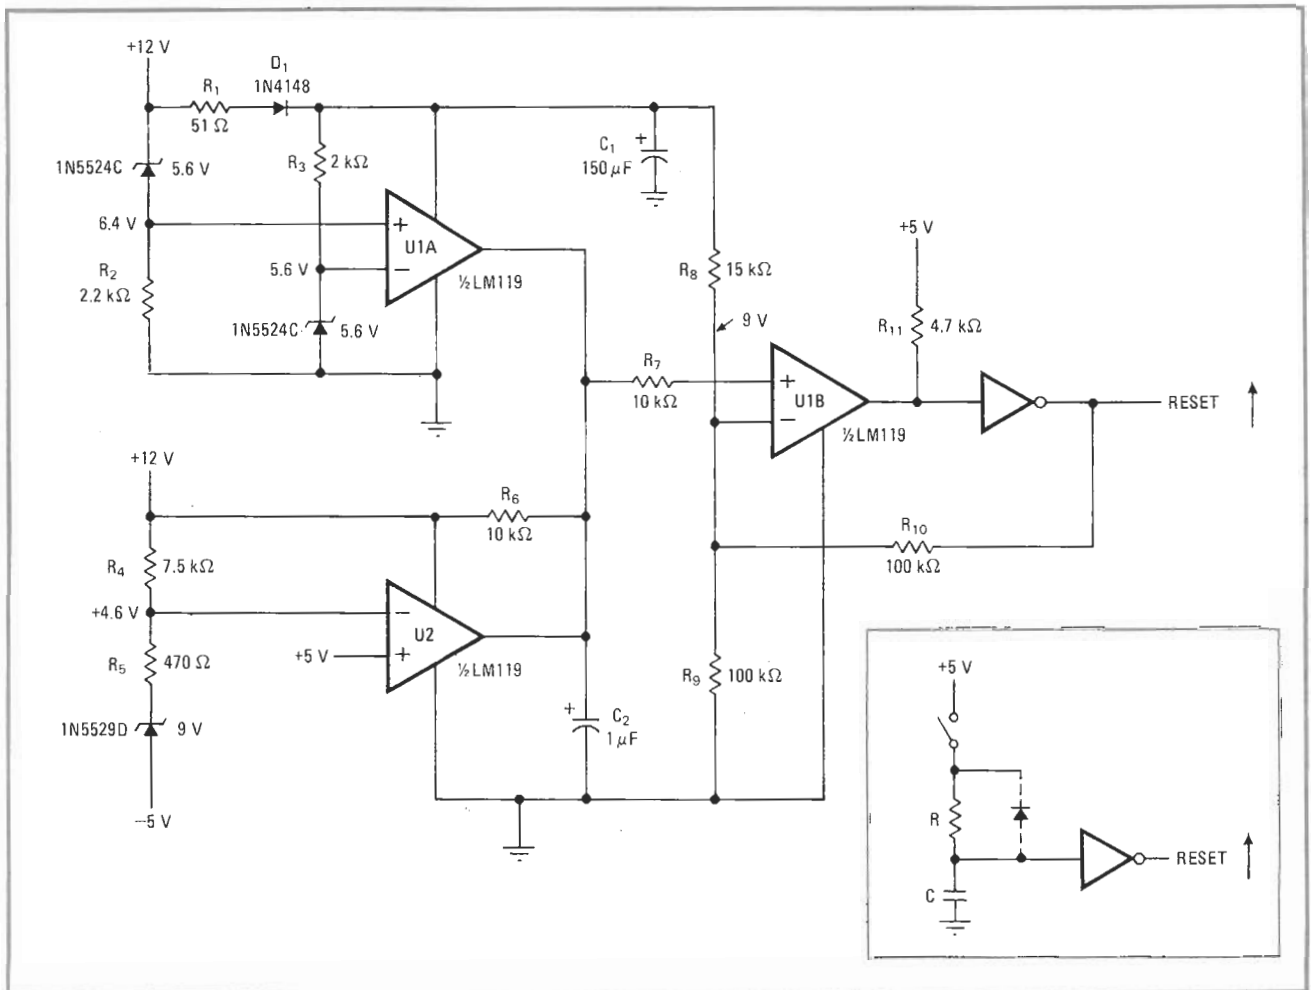 +12 V
D1
1N4148
R1
51 Ω
1N5524C
5.6 V
R3
2 kΩ
C1
+
150 μF
6.4 V
+
U1A
−
½LM119
+5 V
R2
2.2 kΩ
5.6 V
R8
15 kΩ
1N5524C
5.6 V
9 V
R11
4.7 kΩ
R7
10 kΩ
+
U1B
−
½LM119
RESET
+12 V
R6
10 kΩ
R10
100 kΩ
R4
7.5 kΩ
+4.6 V
−
U2
+
½LM119
+5 V
R5
470 Ω
R9
100 kΩ
+5 V
1N5529D
9 V
+
C2
1 μF
−5 V
R
RESET
C